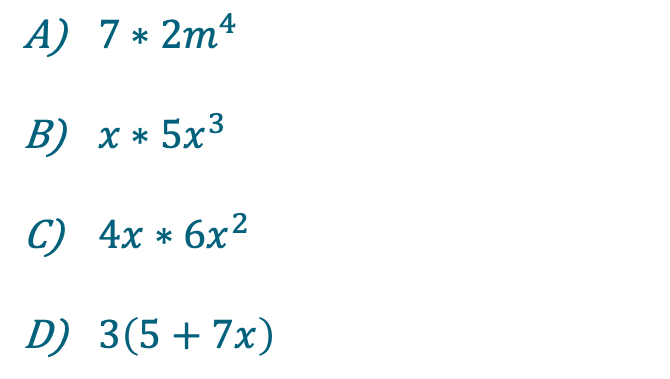 A) 7 * 2m⁴
B) x * 5x³
C) 4x * 6x²
D) 3(5 + 7x)